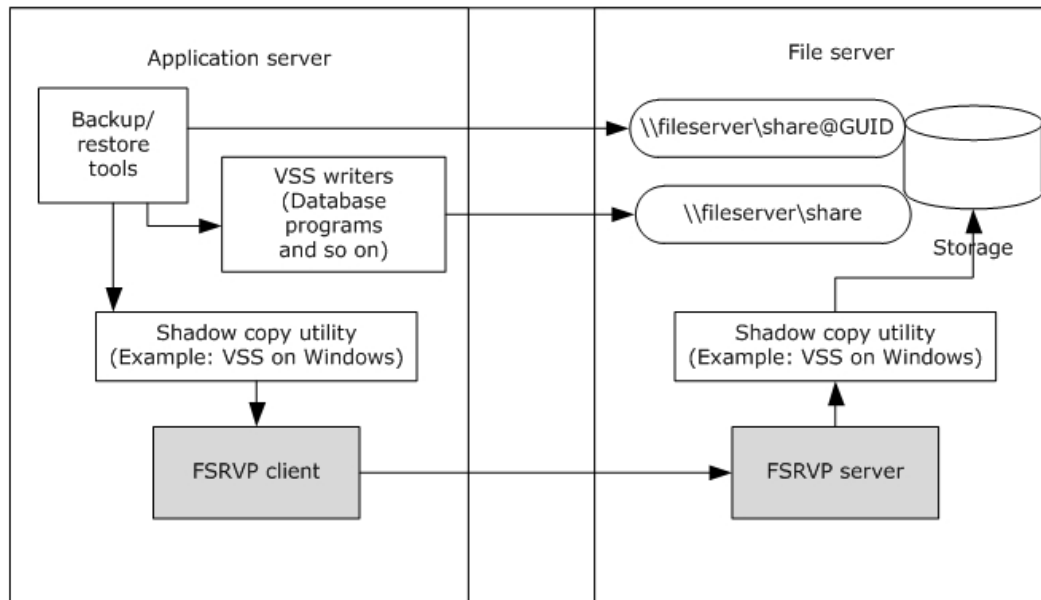 Application server
Backup/
restore
tools
VSS writers
(Database
programs
and so on)
Shadow copy utility
(Example: VSS on Windows)
FSRVP client
File server
\\fileserver\share@GUID
\\fileserver\share
Storage
Shadow copy utility
(Example: VSS on Windows)
FSRVP server